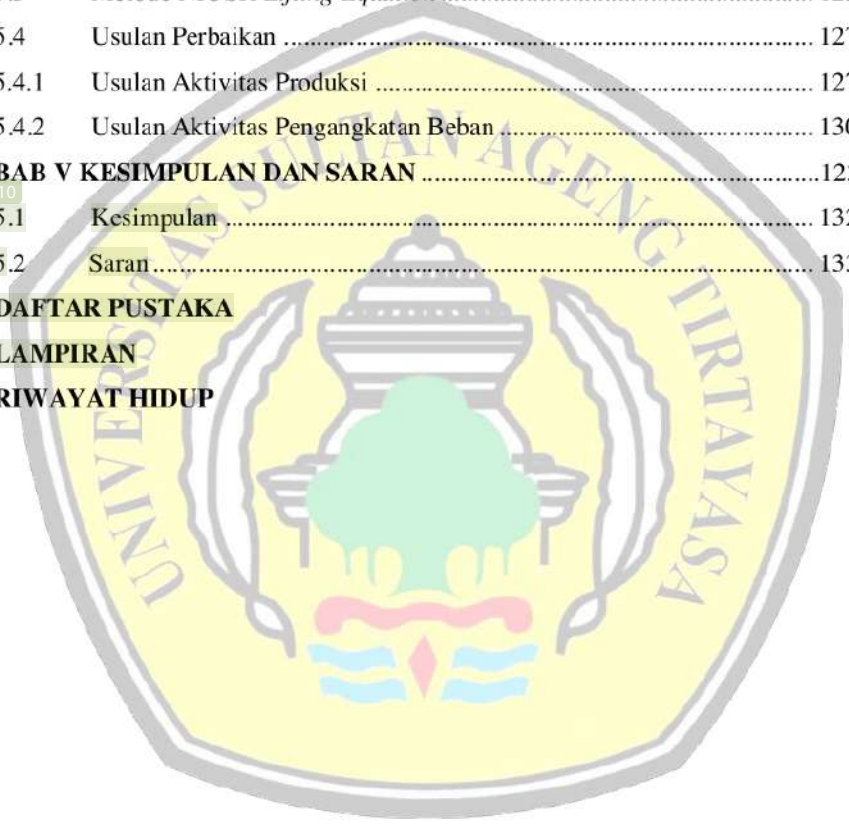 5.4 Usulan Perbaikan ........ 127
5.4.1 Usulan Aktivitas Produksi ........ 127
5.4.2 Usulan Aktivitas Pengangkatan Beban ........ 130
BAB V KESIMPULAN DAN SARAN ........
10
5.1 Kesimpulan ........ 132
5.2 Saran ........ 133
DAFTAR PUSTAKA
LAMPIRAN
RIWAYAT HIDUP
UNIVERSITAS SULTAN AGENG TIRTAYASA